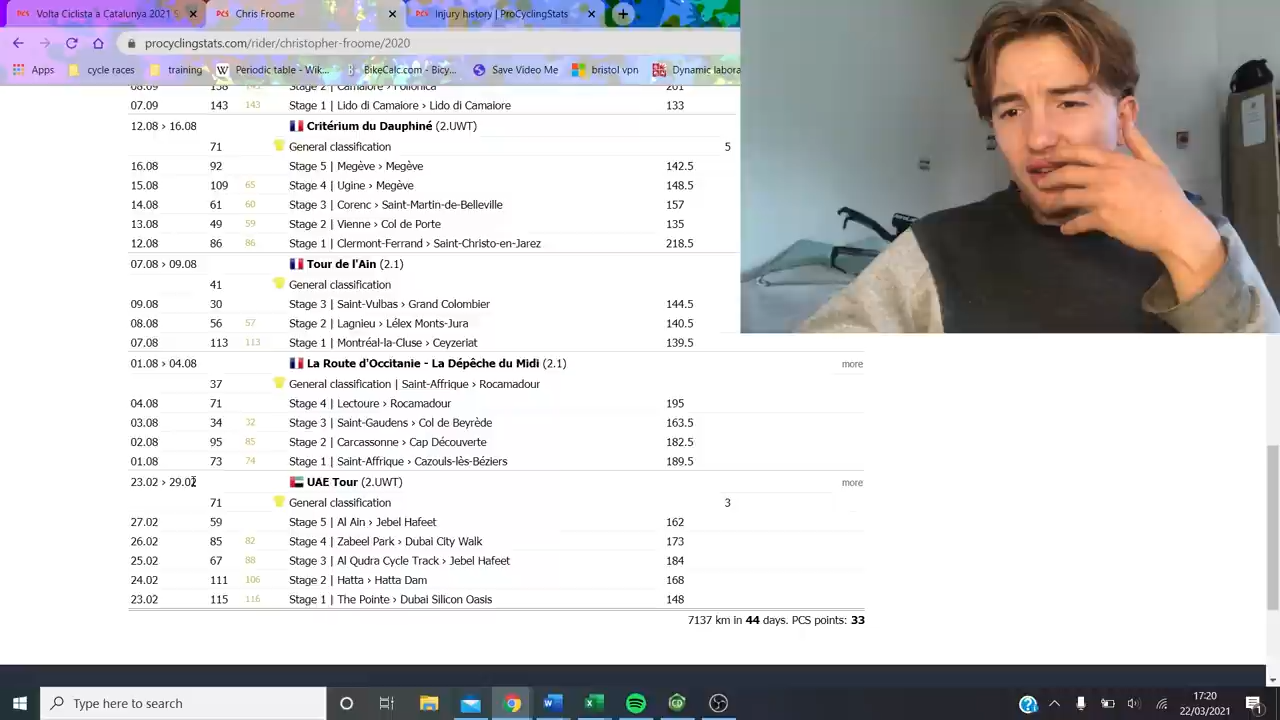 Volta Ciclista a Catalunya 2021 S
Chris Froome
Injury history | ProCyclingStats
procyclingstats.com/rider/christopher-froome/2020
Apps
cycle races
training
Periodic table - Wik...
BikeCalc.com - Bicy...
Save Video Me
bristol vpn
Dynamic labora
08.09 138 Stage 2 | Camaiore › Follonica 201
07.09 143 143 Stage 1 | Lido di Camaiore › Lido di Camaiore 133
12.08 › 16.08 Critérium du Dauphiné (2.UWT)
71 General classification 5
16.08 92 Stage 5 | Megève › Megève 142.5
15.08 109 65 Stage 4 | Ugine › Megève 148.5
14.08 61 60 Stage 3 | Corenc › Saint-Martin-de-Belleville 157
13.08 49 59 Stage 2 | Vienne › Col de Porte 135
12.08 86 86 Stage 1 | Clermont-Ferrand › Saint-Christo-en-Jarez 218.5
07.08 › 09.08 Tour de l'Ain (2.1)
41 General classification
09.08 30 Stage 3 | Saint-Vulbas › Grand Colombier 144.5
08.08 56 57 Stage 2 | Lagnieu › Lélex Monts-Jura 140.5
07.08 113 113 Stage 1 | Montréal-la-Cluse › Ceyzeriat 139.5
01.08 › 04.08 La Route d'Occitanie - La Dépêche du Midi (2.1) more
37 General classification | Saint-Affrique › Rocamadour
04.08 71 Stage 4 | Lectoure › Rocamadour 195
03.08 34 32 Stage 3 | Saint-Gaudens › Col de Beyrède 163.5
02.08 95 85 Stage 2 | Carcassonne › Cap Découverte 182.5
01.08 73 74 Stage 1 | Saint-Affrique › Cazouls-lès-Béziers 189.5
23.02 › 29.02 UAE Tour (2.UWT) more
71 General classification 3
27.02 59 Stage 5 | Al Ain › Jebel Hafeet 162
26.02 85 82 Stage 4 | Zabeel Park › Dubai City Walk 173
25.02 67 88 Stage 3 | Al Qudra Cycle Track › Jebel Hafeet 184
24.02 111 106 Stage 2 | Hatta › Hatta Dam 168
23.02 115 116 Stage 1 | The Pointe › Dubai Silicon Oasis 148
7137 km in 44 days. PCS points: 33
Type here to search
17:20
22/03/2021